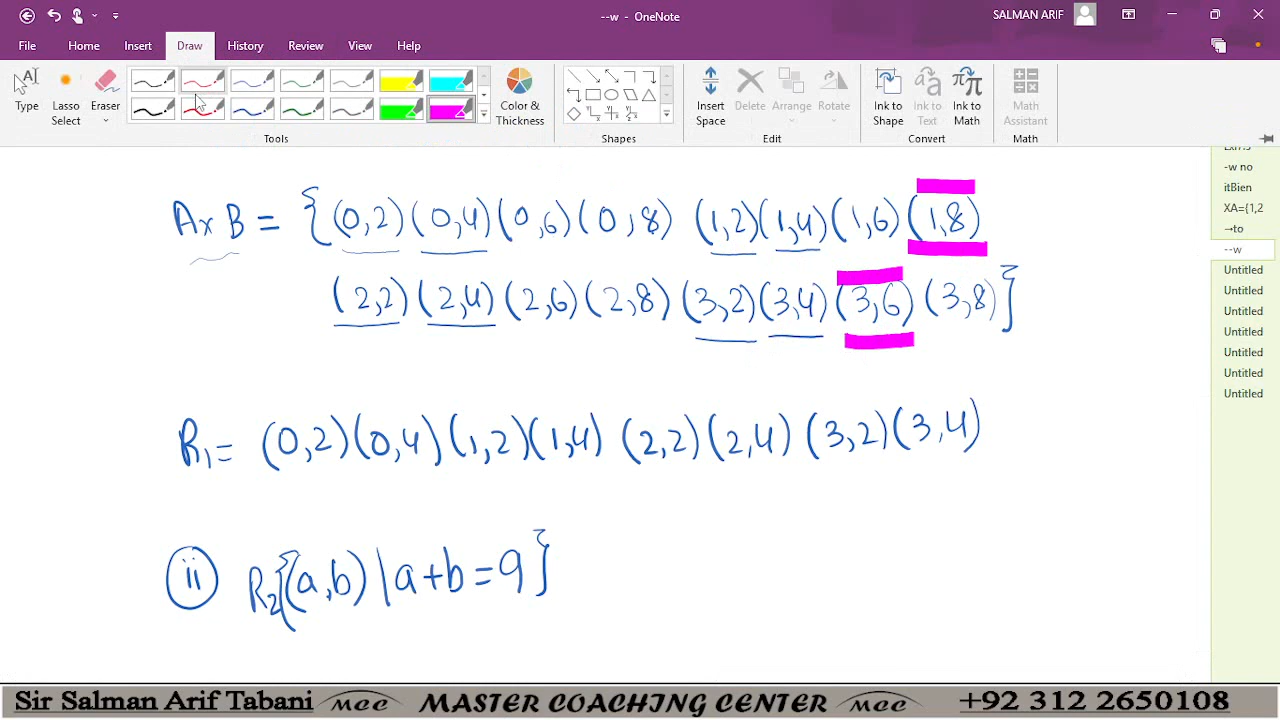 --w - OneNote
SALMAN ARIF
File Home Insert Draw History Review View Help
Type
Lasso Select
Eraser
Color & Thickness
Insert Space
Delete
Arrange
Rotate
Ink to Shape
Ink to Text
Ink to Math
Math Assistant
Tools Shapes Edit Convert Math
-w no
itBien
XA={1,2
→to
--w
Untitled
Untitled
Untitled
Untitled
Untitled
Untitled
Untitled
A×B = {(0,2)(0,4)(0,6)(0,8) (1,2)(1,4)(1,6)(1,8)
(2,2)(2,4)(2,6)(2,8)(3,2)(3,4)(3,6)(3,8)}
R₁= (0,2)(0,4)(1,2)(1,4)(2,2)(2,4)(3,2)(3,4)
ii R₂{(a,b)|a+b=9}
Sir Salman Arif Tabani mcc MASTER COACHING CENTER mcc +92 312 2650108